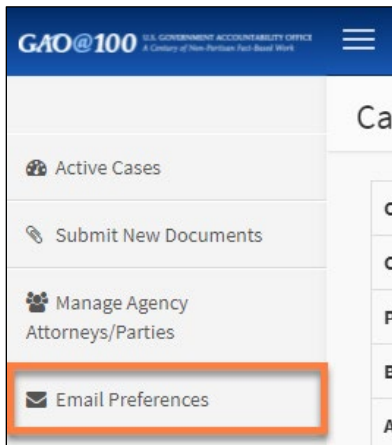 GAO@100 U.S. GOVERNMENT ACCOUNTABILITY OFFICE
A Century of Non-Partisan Fact-Based Work
Ca
Active Cases
Submit New Documents
Manage Agency
Attorneys/Parties
Email Preferences